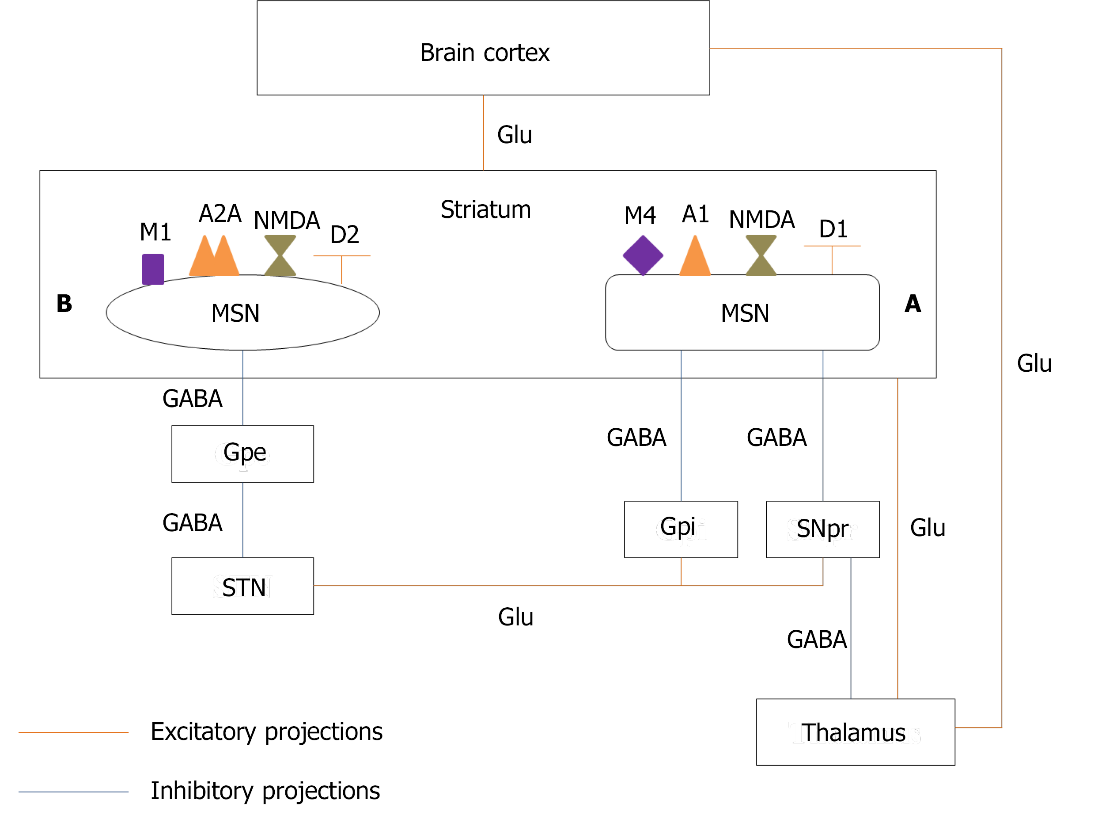 Brain cortex
Glu
Striatum
M1
A2A
NMDA
D2
M4
A1
NMDA
D1
B
MSN
MSN
A
Glu
GABA
GABA
GABA
Gpe
GABA
Gpi
SNpr
Glu
STN
Glu
GABA
Thalamus
Excitatory projections
Inhibitory projections